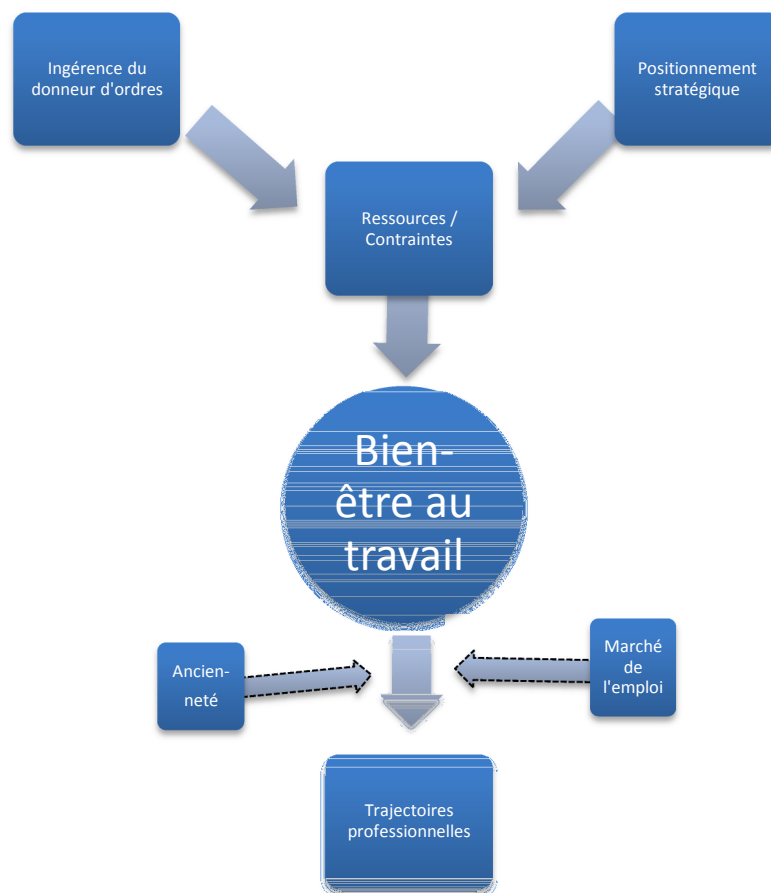 Ingérence du
donneur d'ordres
Positionnement
stratégique
Ressources /
Contraintes
Bien-
être au
travail
Ancien-
neté
Marché
de
l'emploi
Trajectoires
professionnelles